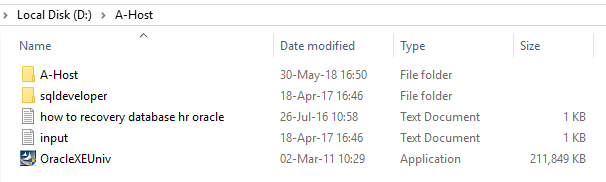 Local Disk (D:) > A-Host
Name Date modified Type Size
A-Host 30-May-18 16:50 File folder
sqldeveloper 18-Apr-17 16:46 File folder
how to recovery database hr oracle 26-Jul-16 10:58 Text Document 1 KB
input 18-Apr-17 16:46 Text Document 1 KB
OracleXEUniv 02-Mar-11 10:29 Application 211,849 KB